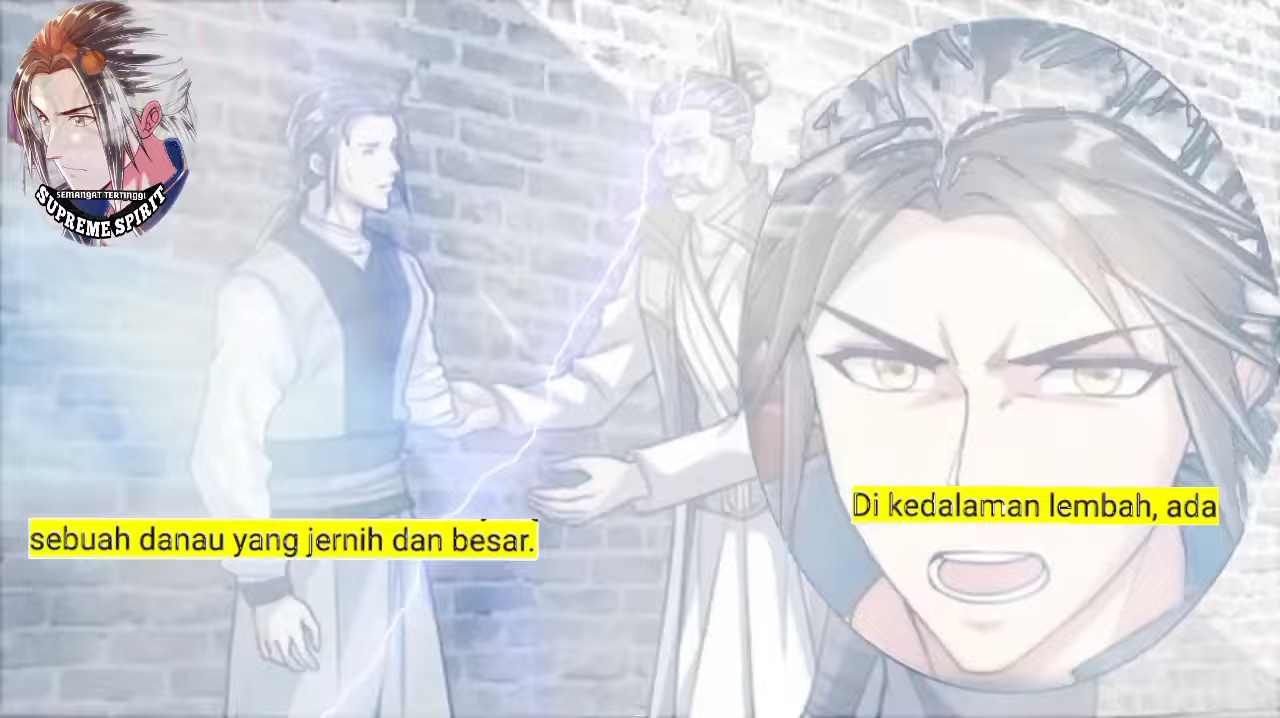 SEMANGAT TERTINGGI
SUPREME SPIRIT
Di kedalaman lembah, ada
sebuah danau yang jernih dan besar.